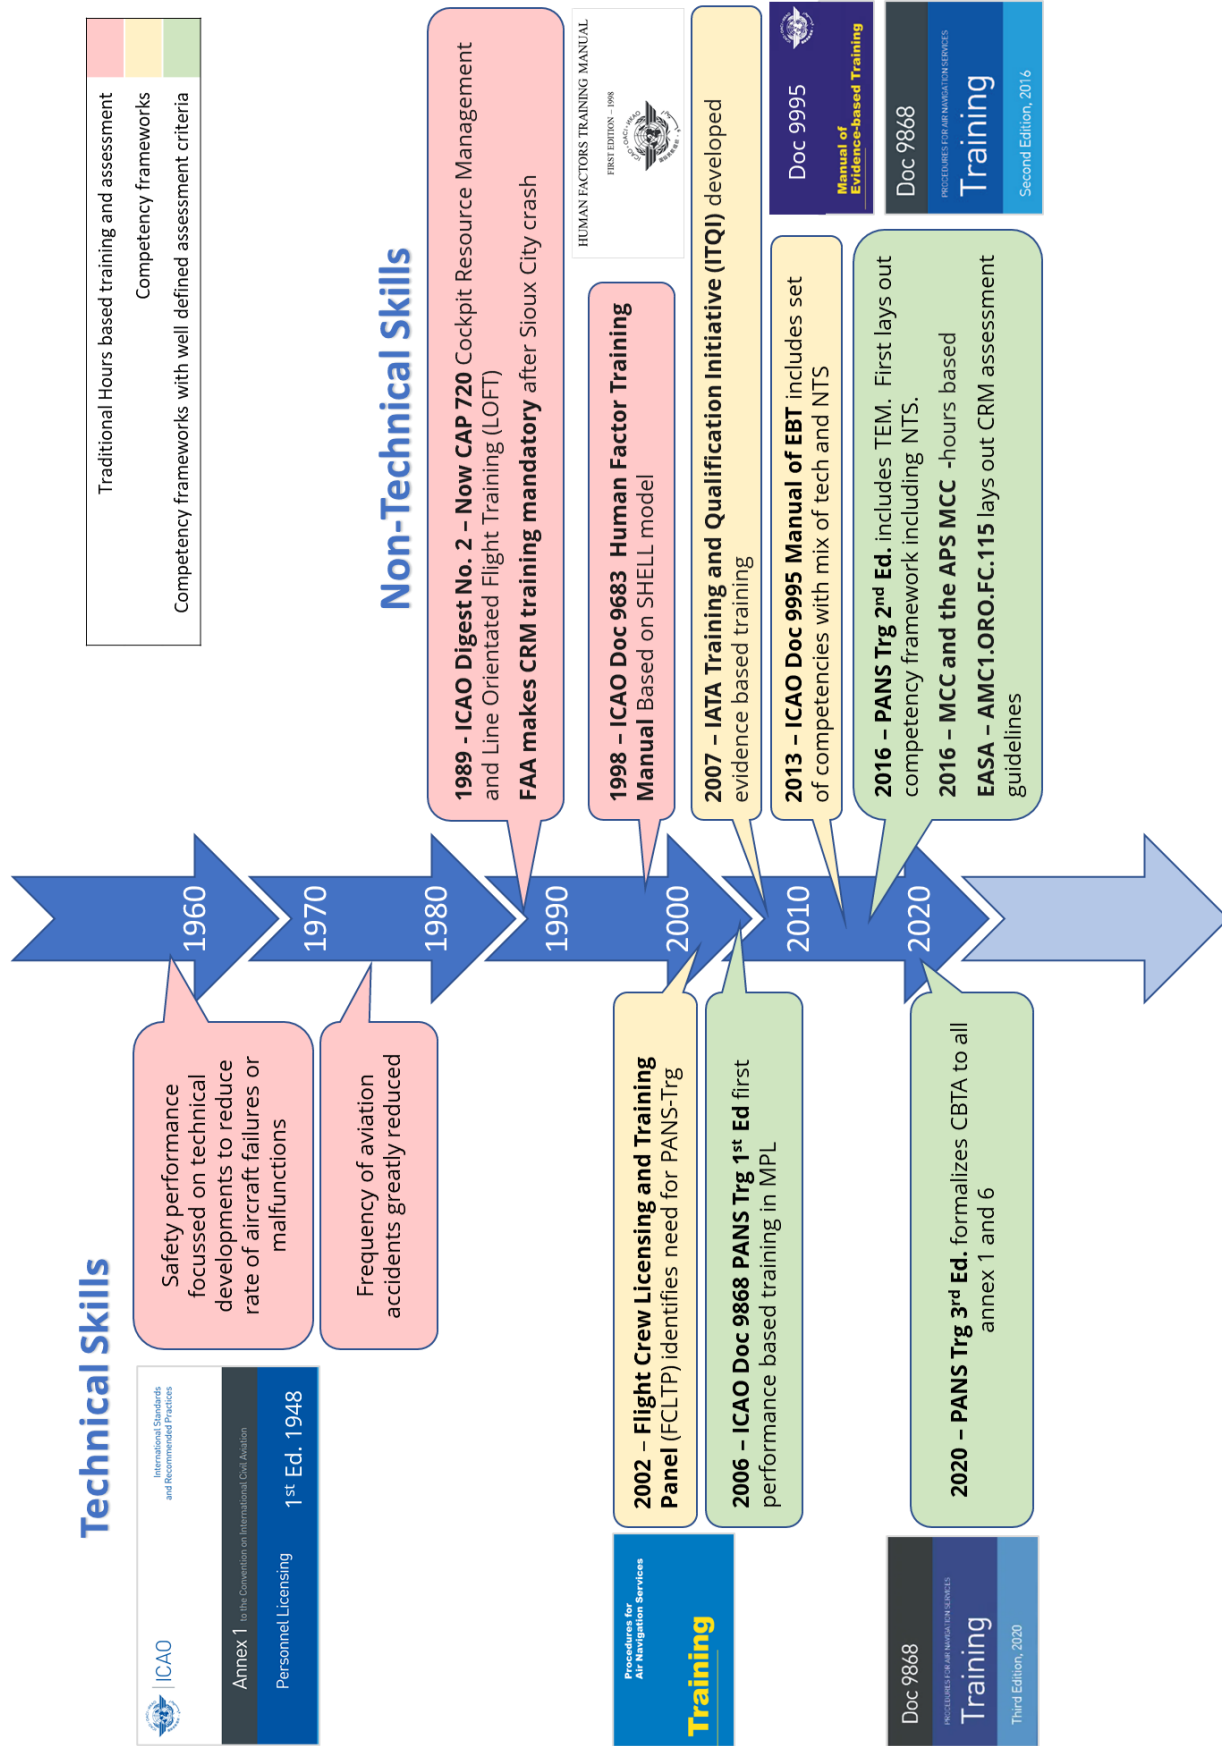 Traditional Hours based training and assessment
Competency frameworks
Competency frameworks with well defined assessment criteria
Technical Skills
ICAO
International Standards
and Recommended Practices
Annex 1 to the Convention on International Civil Aviation
Personnel Licensing 1st Ed. 1948
Safety performance
focussed on technical
developments to reduce
rate of aircraft failures or
malfunctions
Frequency of aviation
accidents greatly reduced
Procedures for
Air Navigation Services
Training
2002 – Flight Crew Licensing and Training
Panel (FCLTP) identifies need for PANS-Trg
2006 – ICAO Doc 9868 PANS Trg 1st Ed first
performance based training in MPL
Doc 9868
PROCEDURES FOR AIR NAVIGATION SERVICES
Training
Third Edition, 2020
2020 – PANS Trg 3rd Ed. formalizes CBTA to all
annex 1 and 6
1960
1970
1980
1990
2000
2010
2020
Non-Technical Skills
1989 - ICAO Digest No. 2 – Now CAP 720 Cockpit Resource Management
and Line Orientated Flight Training (LOFT)
FAA makes CRM training mandatory after Sioux City crash
1998 – ICAO Doc 9683  Human Factor Training
Manual Based on SHELL model
HUMAN FACTORS TRAINING MANUAL
FIRST EDITION – 1998
2007 – IATA Training and Qualification Initiative (ITQI) developed
evidence based training
2013 – ICAO Doc 9995 Manual of EBT includes set
of competencies with mix of tech and NTS
Doc 9995
Manual of
Evidence-based Training
2016 – PANS Trg 2nd Ed. includes TEM.  First lays out
competency framework including NTS.
2016 – MCC and the APS MCC  -hours based
EASA – AMC1.ORO.FC.115 lays out CRM assessment
guidelines
Doc 9868
PROCEDURES FOR AIR NAVIGATION SERVICES
Training
Second Edition, 2016